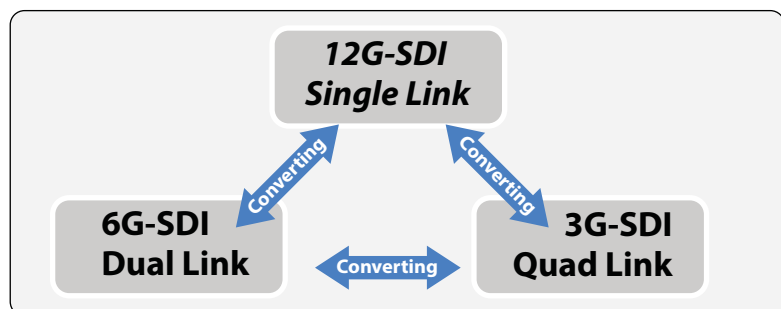 12G-SDI
Single Link
Converting
Converting
6G-SDI
Dual Link
Converting
3G-SDI
Quad Link